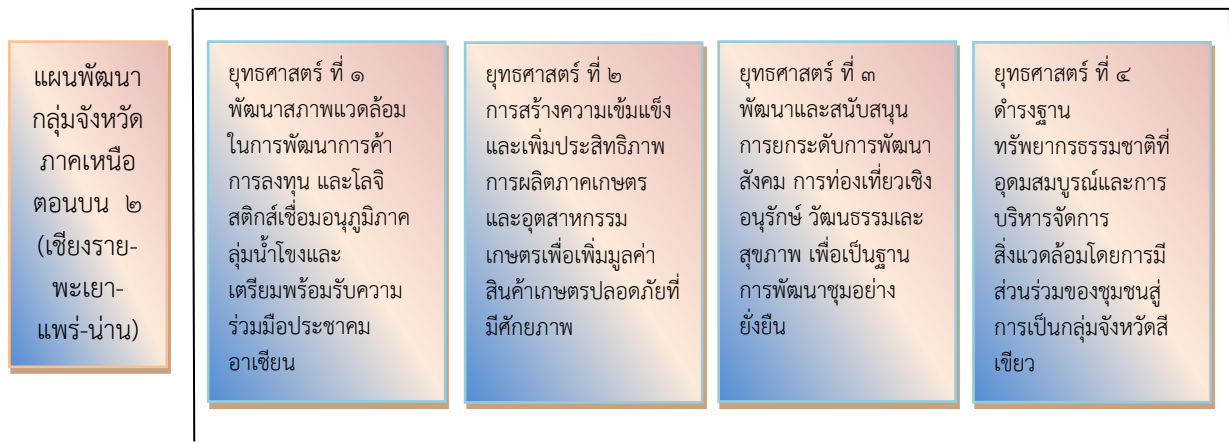 แผนพัฒนา
กลุ่มจังหวัด
ภาคเหนือ
ตอนบน ๒
(เชียงราย-
พะเยา-
แพร่-น่าน)
ยุทธศาสตร์ ที่ ๑
พัฒนาสภาพแวดล้อม
ในการพัฒนาการค้า
การลงทุน และโลจิ
สติกส์เชื่อมอนุภูมิภาค
ลุ่มน้ำโขงและ
เตรียมพร้อมรับความ
ร่วมมือประชาคม
อาเซียน
ยุทธศาสตร์ ที่ ๒
การสร้างความเข้มแข็ง
และเพิ่มประสิทธิภาพ
การผลิตภาคเกษตร
และอุตสาหกรรม
เกษตรเพื่อเพิ่มมูลค่า
สินค้าเกษตรปลอดภัยที่
มีศักยภาพ
ยุทธศาสตร์ ที่ ๓
พัฒนาและสนับสนุน
การยกระดับการพัฒนา
สังคม การท่องเที่ยวเชิง
อนุรักษ์ วัฒนธรรมเละ
สุขภาพ เพื่อเป็นฐาน
การพัฒนาชุมอย่าง
ยั่งยืน
ยุทธศาสตร์ ที่ ๔
ดำรงฐาน
ทรัพยากรธรรมชาติที่
อุดมสมบูรณ์และการ
บริหารจัดการ
สิ่งแวดล้อมโดยการมี
ส่วนร่วมของชุมชนสู่
การเป็นกลุ่มจังหวัดสี
เขียว